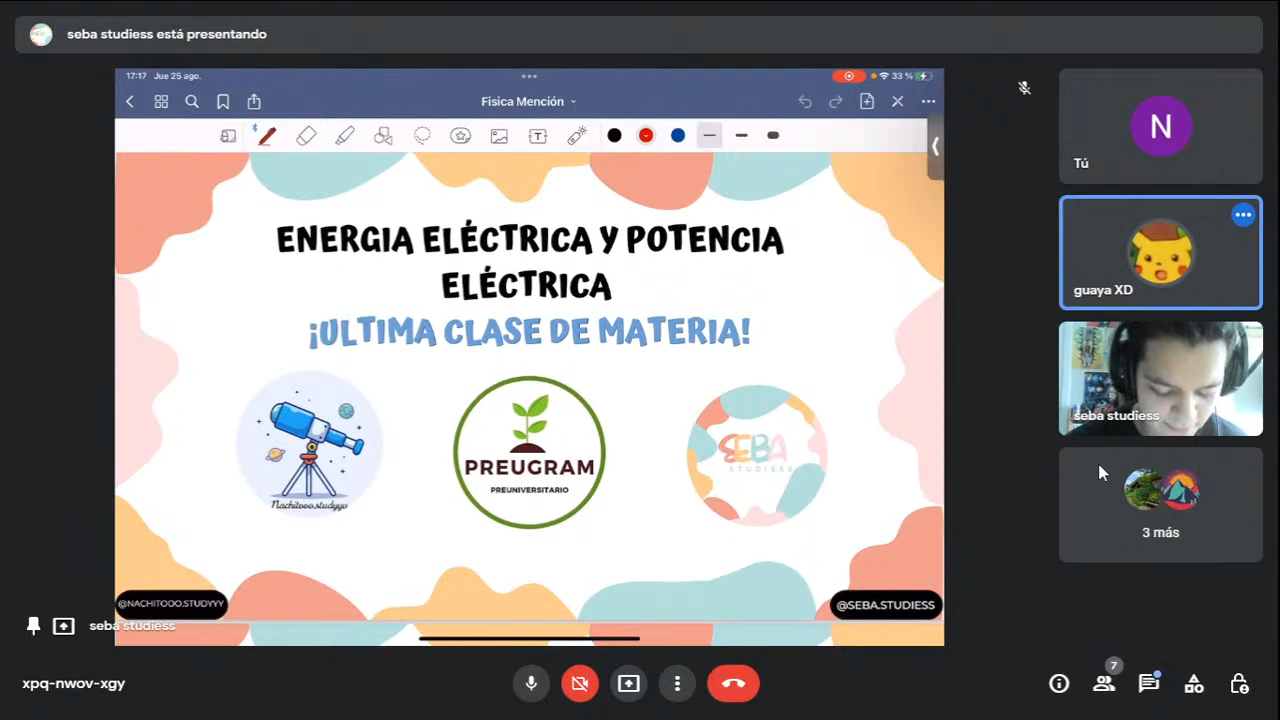 seba studiess está presentando
17:17 Jue 25 ago.
33 %
Fisica Mención
ENERGIA ELÉCTRICA Y POTENCIA
ELÉCTRICA
¡ULTIMA CLASE DE MATERIA!
Nachitooo.studyyy
PREUGRAM
PREUNIVERSITARIO
SEBA
STUDIESS
@NACHITOOO.STUDYYY
@SEBA.STUDIESS
seba studiess
N
Tú
guaya XD
seba studiess
3 más
xpq-nwov-xgy
7